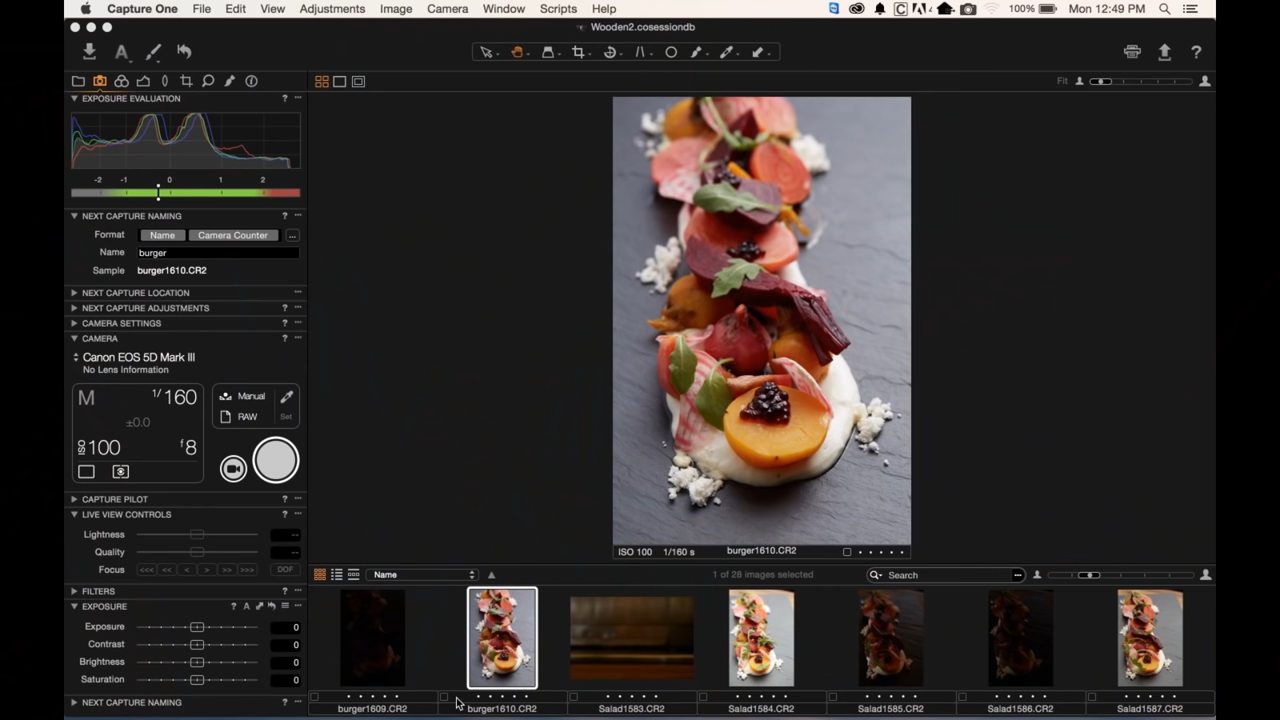 Capture One File Edit View Adjustments Image Camera Window Scripts Help 100% Mon 12:49 PM
Wooden2.cosessiondb
A ?
Fit
EXPOSURE EVALUATION ?
-2 -1 0 1 2
NEXT CAPTURE NAMING ?
Format Name Camera Counter ...
Name burger
Sample burger1610.CR2
NEXT CAPTURE LOCATION
NEXT CAPTURE ADJUSTMENTS ?
CAMERA SETTINGS ?
CAMERA ?
Canon EOS 5D Mark III
No Lens Information
M 1/160
±0.0
ISO 100 f8
Manual
RAW Set
CAPTURE PILOT ?
LIVE VIEW CONTROLS ?
Lightness --
Quality --
Focus <<< << < > >> >>> DOF
FILTERS ?
EXPOSURE ? A
Exposure 0
Contrast 0
Brightness 0
Saturation 0
NEXT CAPTURE NAMING ?
ISO 100 1/160 s burger1610.CR2
Name 1 of 28 images selected Search
burger1609.CR2 burger1610.CR2 Salad1583.CR2 Salad1584.CR2 Salad1585.CR2 Salad1586.CR2 Salad1587.CR2